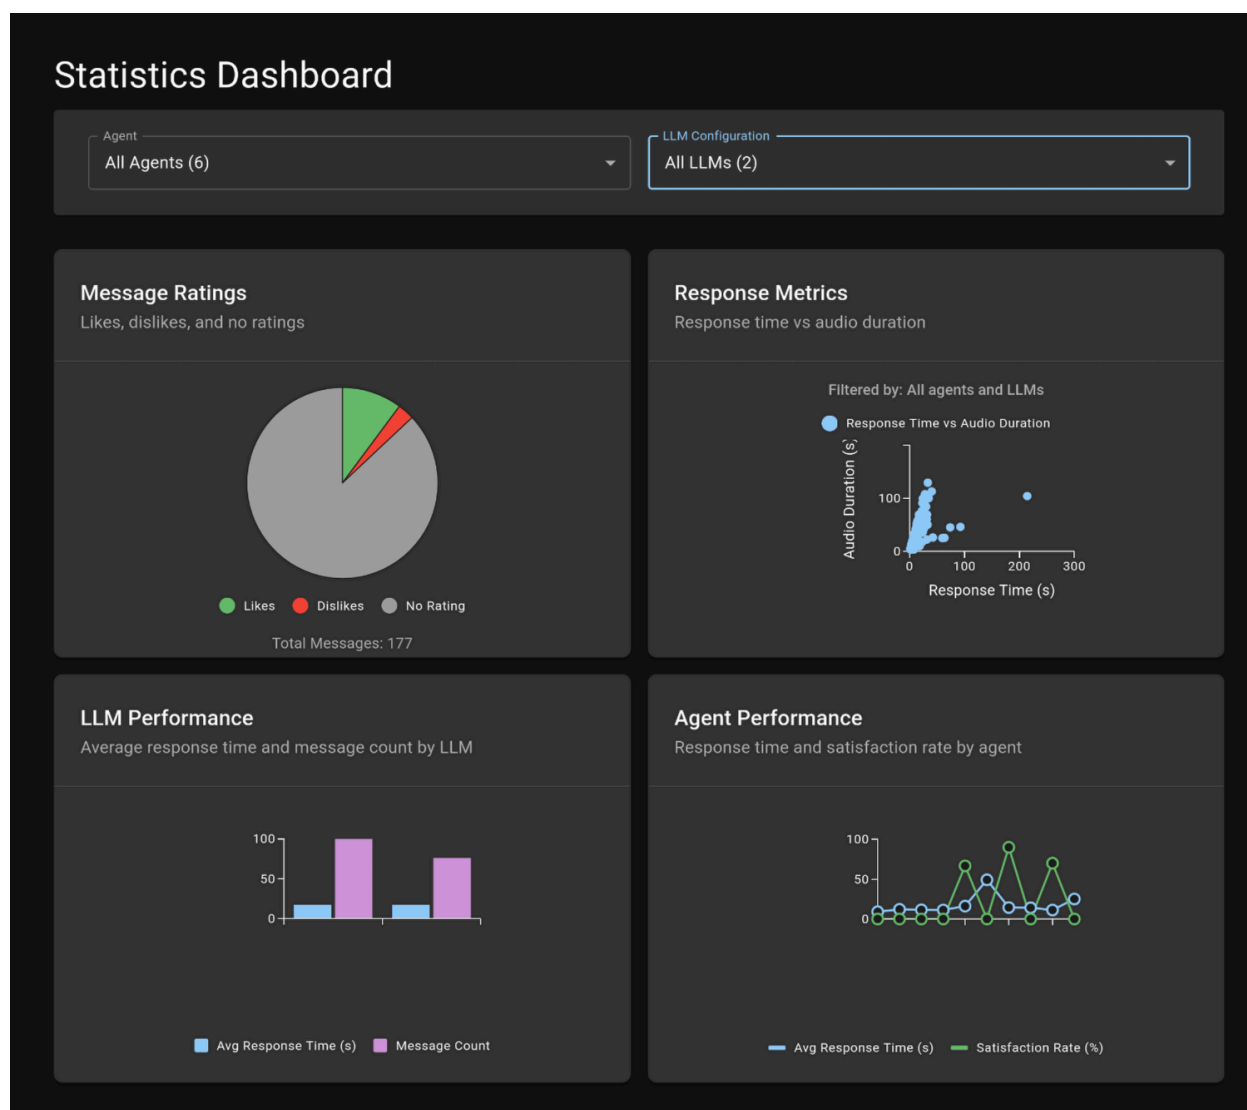 Statistics Dashboard
Agent
All Agents (6)
LLM Configuration
All LLMs (2)
Message Ratings
Likes, dislikes, and no ratings
Likes
Dislikes
No Rating
Total Messages: 177
Response Metrics
Response time vs audio duration
Filtered by: All agents and LLMs
Response Time vs Audio Duration
Audio Duration (s)
100
0
0 100 200 300
Response Time (s)
LLM Performance
Average response time and message count by LLM
100
50
0
Avg Response Time (s)
Message Count
Agent Performance
Response time and satisfaction rate by agent
100
50
0
Avg Response Time (s)
Satisfaction Rate (%)